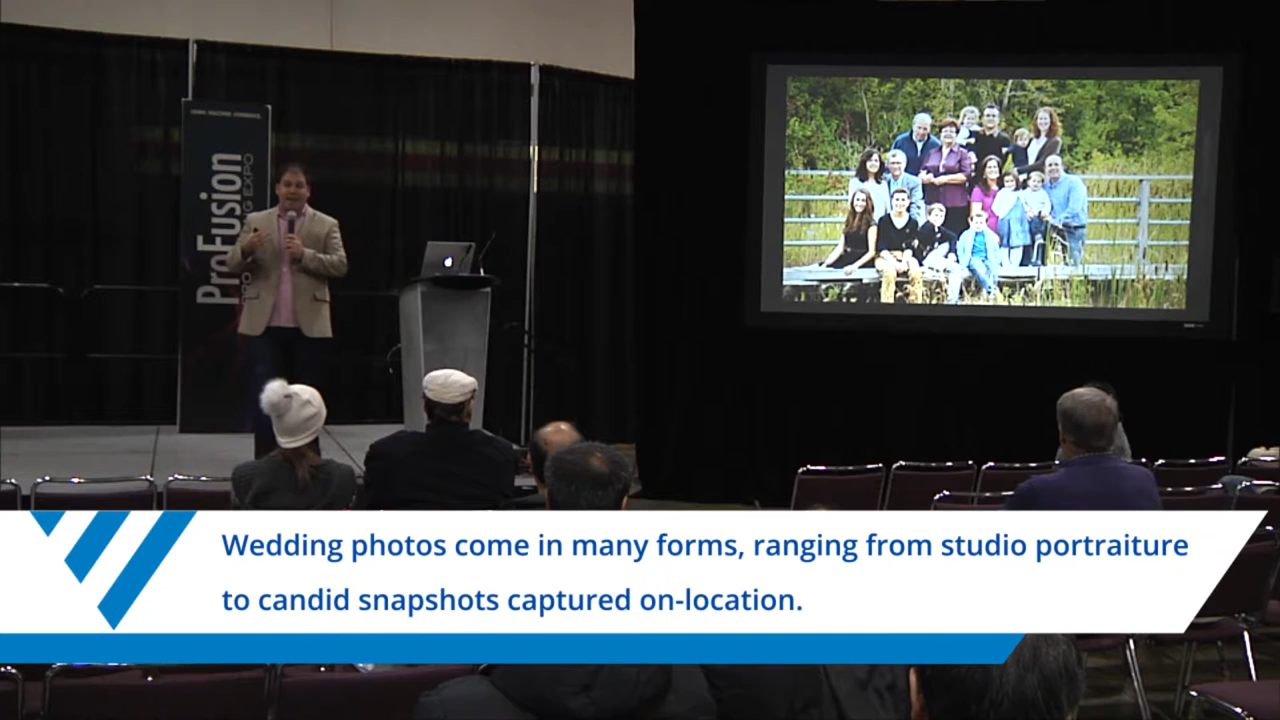 ProFusion
Wedding photos come in many forms, ranging from studio portraiture
to candid snapshots captured on-location.